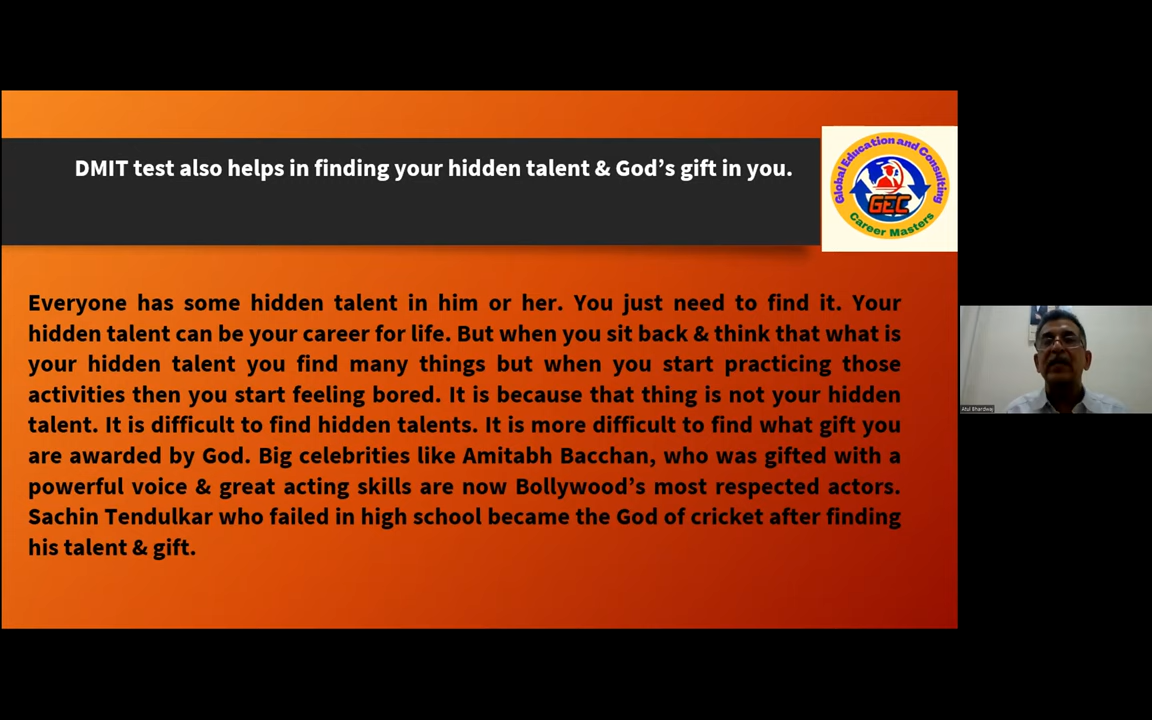 DMIT test also helps in finding your hidden talent & God’s gift in you.
Global Education and Consulting
GEC
Career Masters
Everyone has some hidden talent in him or her. You just need to find it. Your
hidden talent can be your career for life. But when you sit back & think that what is
your hidden talent you find many things but when you start practicing those
activities then you start feeling bored. It is because that thing is not your hidden
talent. It is difficult to find hidden talents. It is more difficult to find what gift you
are awarded by God. Big celebrities like Amitabh Bacchan, who was gifted with a
powerful voice & great acting skills are now Bollywood’s most respected actors.
Sachin Tendulkar who failed in high school became the God of cricket after finding
his talent & gift.
Atul Bhardwaj